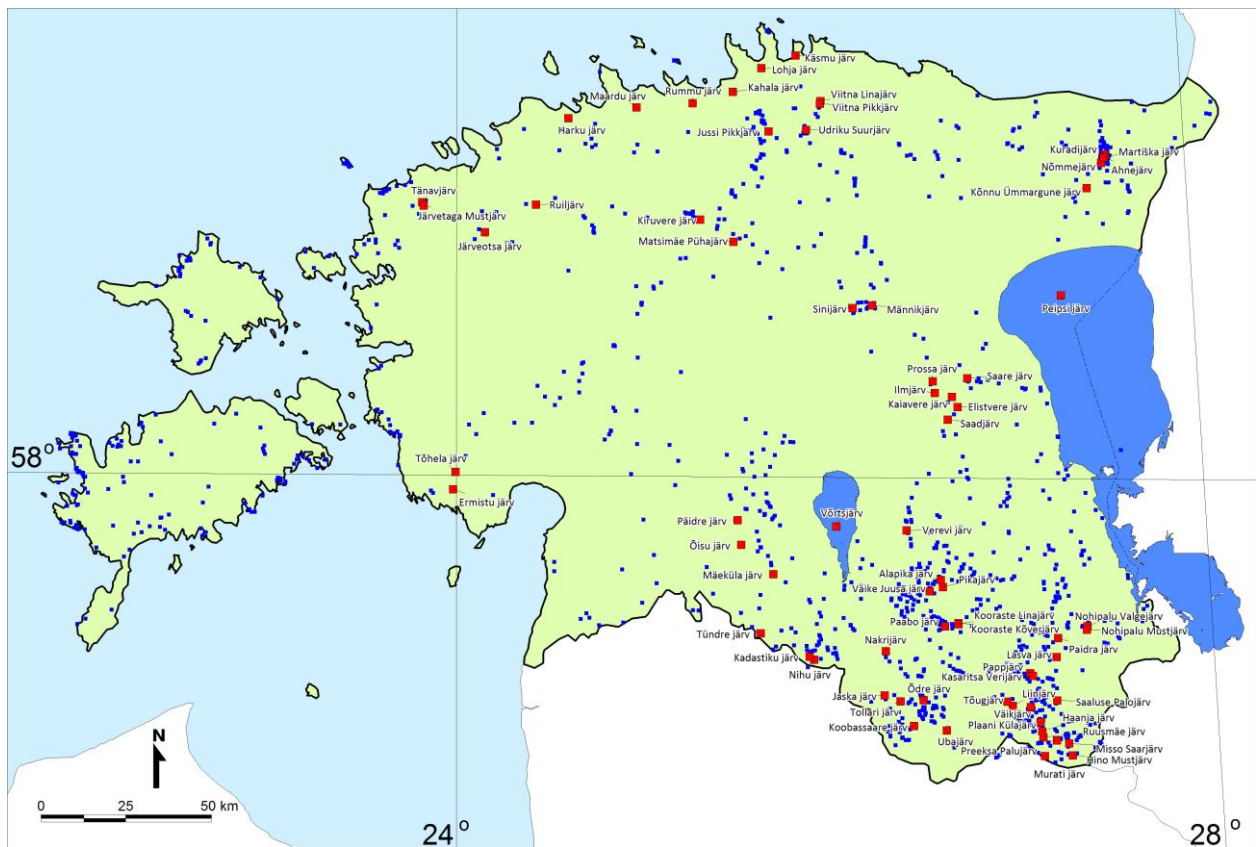 Käsmu järv
Lohja järv
Kahala järv
Rummu järv
Maardu järv
Viitna Linajärv
Viitna Pikkjärv
Harku järv
Jussi Pikkjärv
Udriku Suurjärv
Kuradijärv
Martiska järv
Nõmmejärv
Ahnejärv
Kõnnu Ümmargune järv
Tänavjärv
Järvetaga Mustjärv
Ruiljärv
Järveotsa järv
Kiruvere järv
Matsimäe Pühajärv
Sinijärv
Männikjärv
Peipsi järv
Prossa järv
Saare järv
Ilmjärv
Kaiavere järv
Elistvere järv
Saadjärv
58°
Tõhela järv
Ermistu järv
Päidre järv
Võrtsjärv
Verevi järv
Õisu järv
Mäeküla järv
Alapika järv
Pikajärv
Väike Juusa järv
Paabo järv
Kooraste Linajärv
Kooraste Kõverjärv
Nohipalu Valgejärv
Nohipalu Mustjärv
Tündre järv
Nakrijärv
Paidra järv
Lasva järv
Kadastiku järv
Nihu järv
Pappjärv
Kasaritsa Verijärv
Jaska järv
Õdre järv
Tõugjärv
Liinjärv
Saaluse Palojärv
Tollari järv
Väikjärv
Haanja järv
Koobassaare järv
Plaani Külajärv
Ruusmäe järv
Ubajärv
Preeksa Palujärv
Misso Saarjärv
Hino Mustjärv
Murati järv
N
0 25 50 km
24°
28°